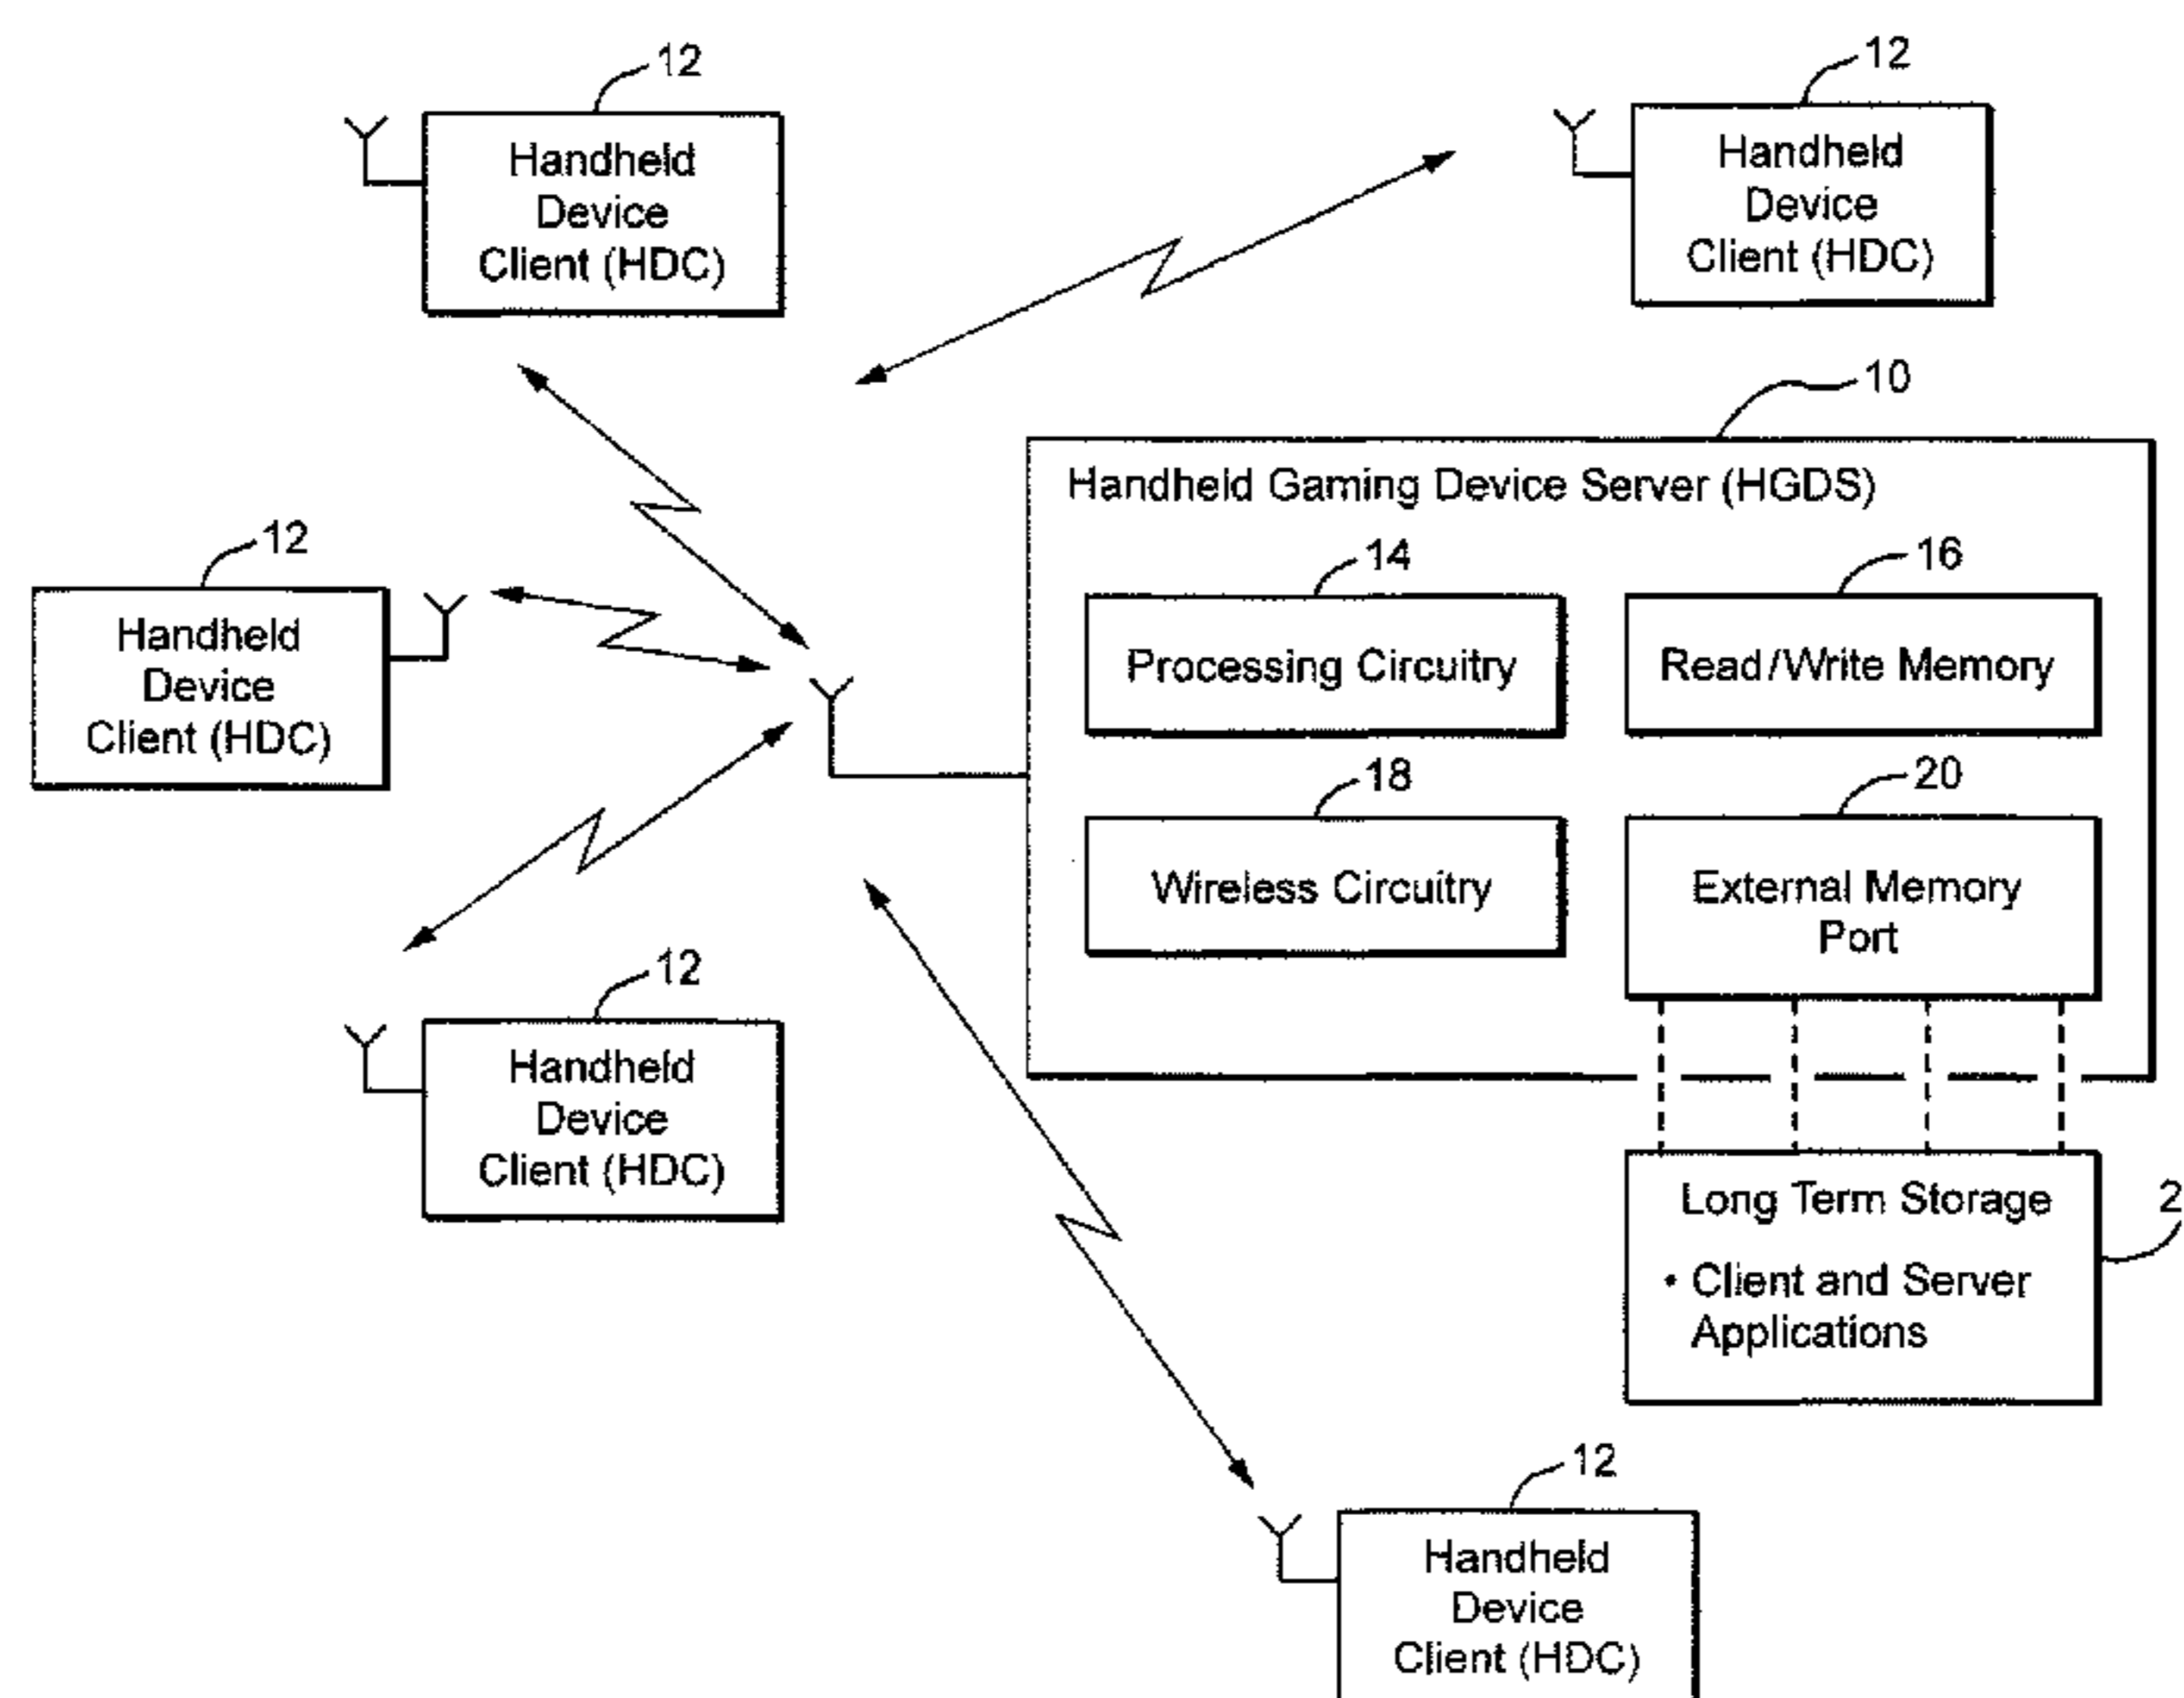 12
Handheld
Device
Client (HDC)
12
Handheld
Device
Client (HDC)
10
Handheld Gaming Device Server (HGDS)
12
Handheld
Device
Client (HDC)
14
Processing Circuitry
16
Read/Write Memory
18
Wireless Circuitry
20
External Memory
Port
12
Handheld
Device
Client (HDC)
Long Term Storage
• Client and Server
Applications
2
12
Handheld
Device
Client (HDC)